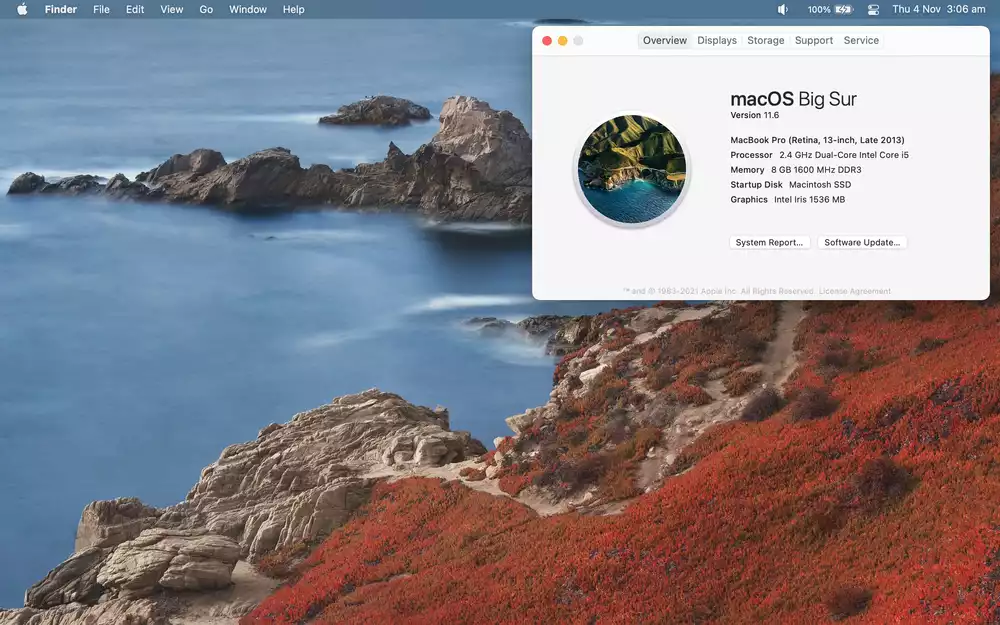 Finder File Edit View Go Window Help 100% Thu 4 Nov 3:06 am
Overview Displays Storage Support Service
macOS Big Sur
Version 11.6
MacBook Pro (Retina, 13-inch, Late 2013)
Processor 2.4 GHz Dual-Core Intel Core i5
Memory 8 GB 1600 MHz DDR3
Startup Disk Macintosh SSD
Graphics Intel Iris 1536 MB
System Report... Software Update...
™ and © 1983-2021 Apple Inc. All Rights Reserved. License Agreement